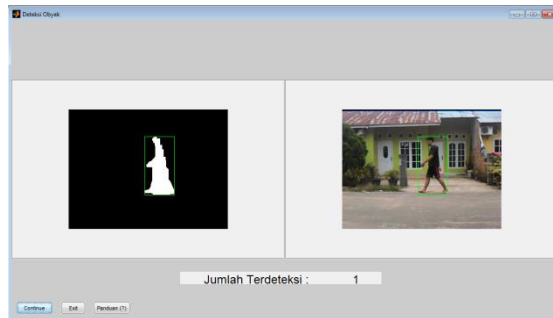 Deteksi Obyek
Jumlah Terdeteksi : 1
Continue
Exit
Panduan (?)